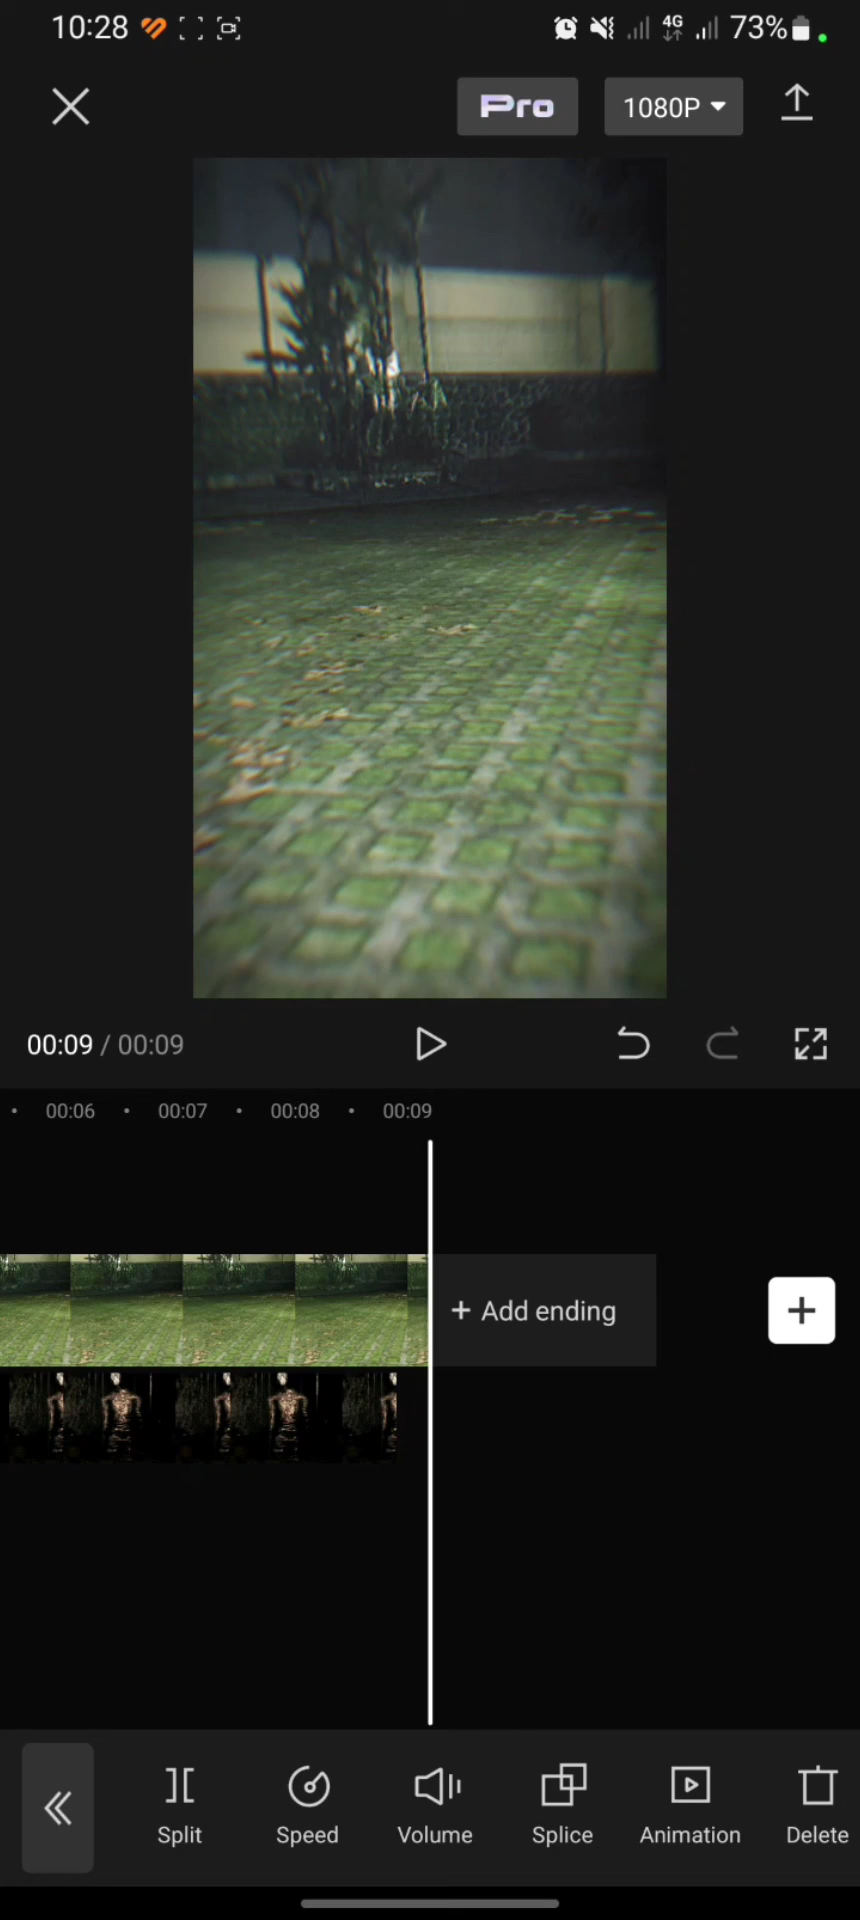 10:28 4G 73%
Pro 1080P
00:09 / 00:09
00:06 00:07 00:08 00:09
+ Add ending
Split Speed Volume Splice Animation Delete